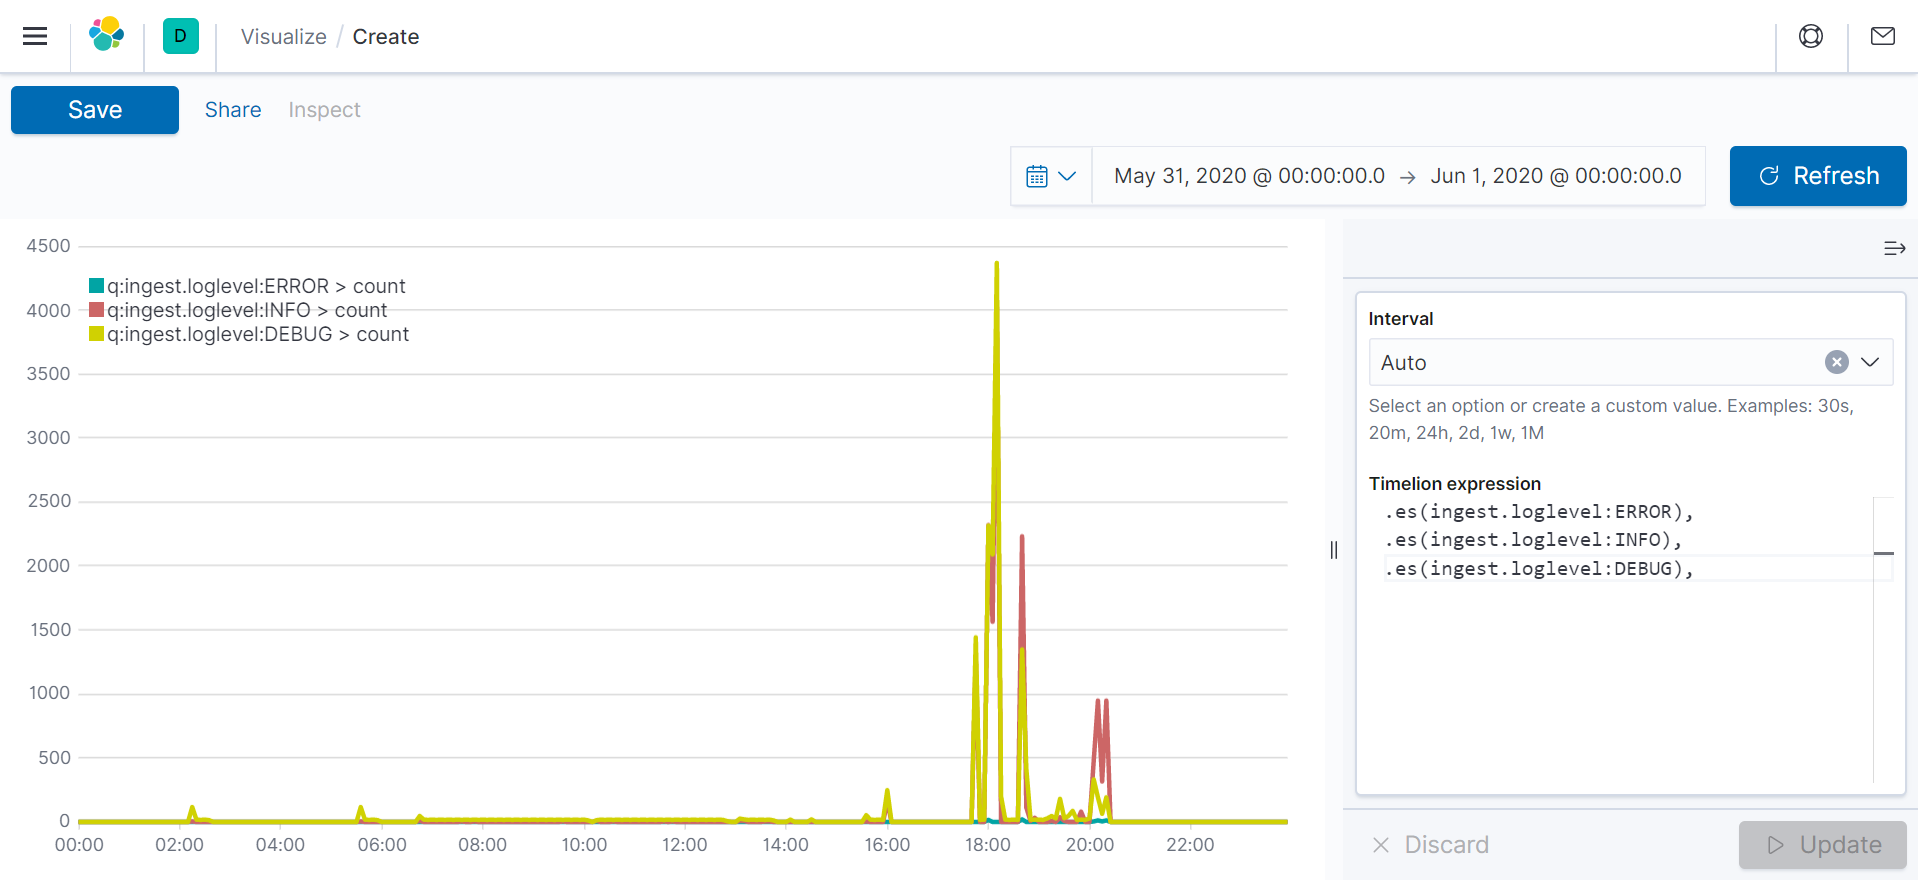 D
Visualize / Create
Save
Share
Inspect
May 31, 2020 @ 00:00:00.0 → Jun 1, 2020 @ 00:00:00.0
Refresh
4500
4000
3500
3000
2500
2000
1500
1000
500
0
q:ingest.loglevel:ERROR > count
q:ingest.loglevel:INFO > count
q:ingest.loglevel:DEBUG > count
00:00 02:00 04:00 06:00 08:00 10:00 12:00 14:00 16:00 18:00 20:00 22:00
Interval
Auto
Select an option or create a custom value. Examples: 30s,
20m, 24h, 2d, 1w, 1M
Timelion expression
.es(ingest.loglevel:ERROR),
.es(ingest.loglevel:INFO),
.es(ingest.loglevel:DEBUG),
Discard
Update